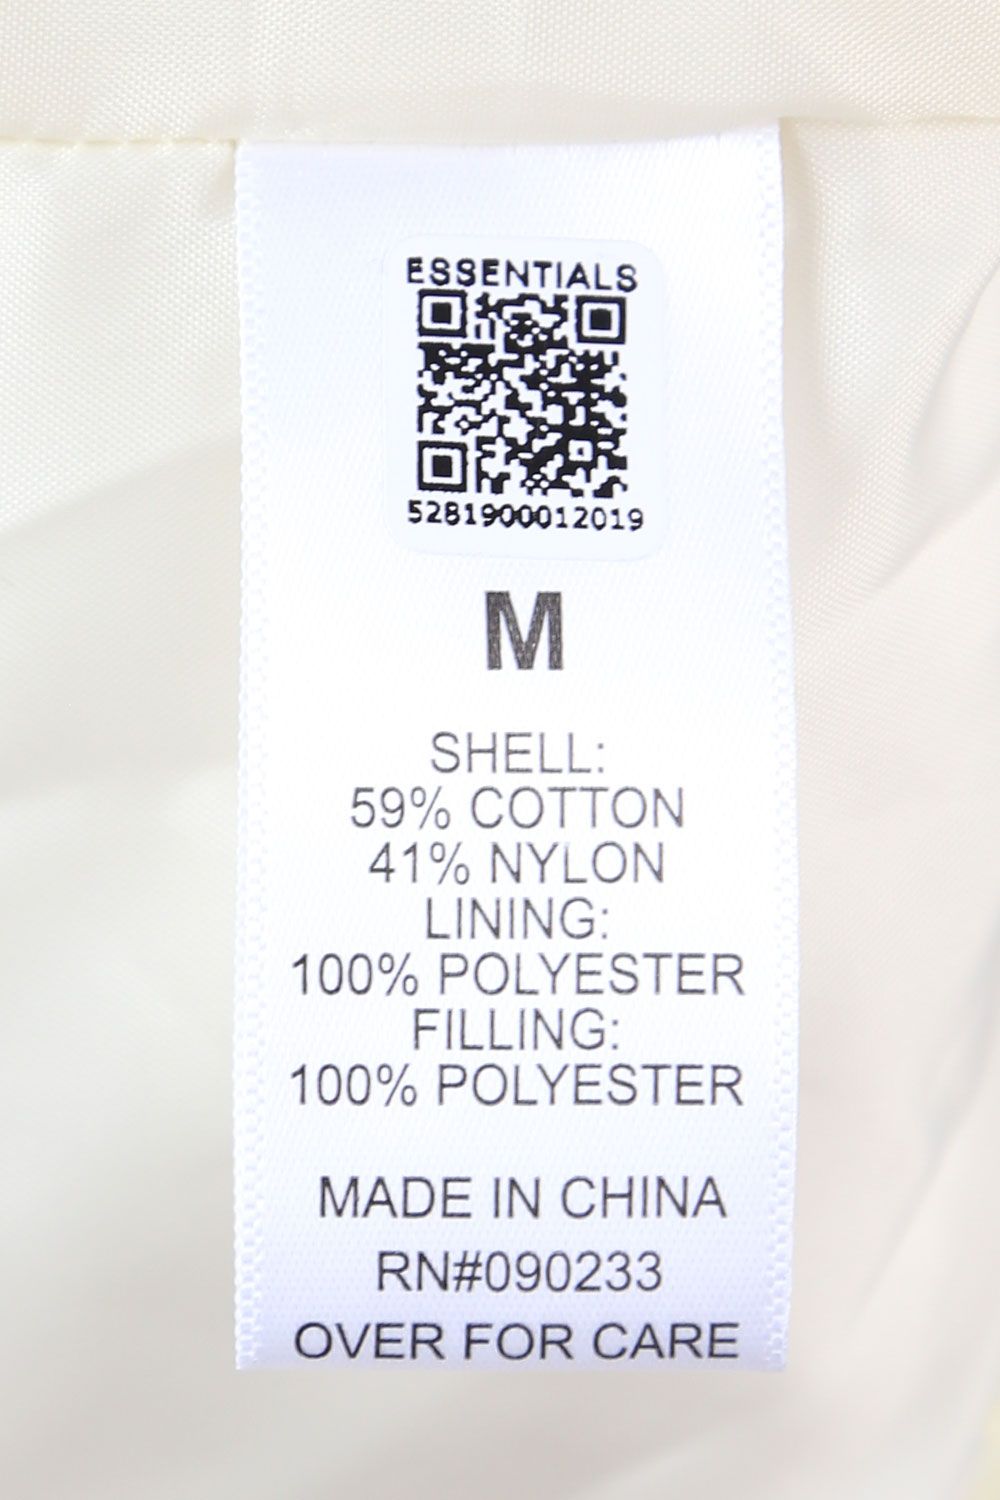 ESSENTIALS
5281900012019
M
SHELL:
59% COTTON
41% NYLON
LINING:
100% POLYESTER
FILLING:
100% POLYESTER
MADE IN CHINA
RN#090233
OVER FOR CARE